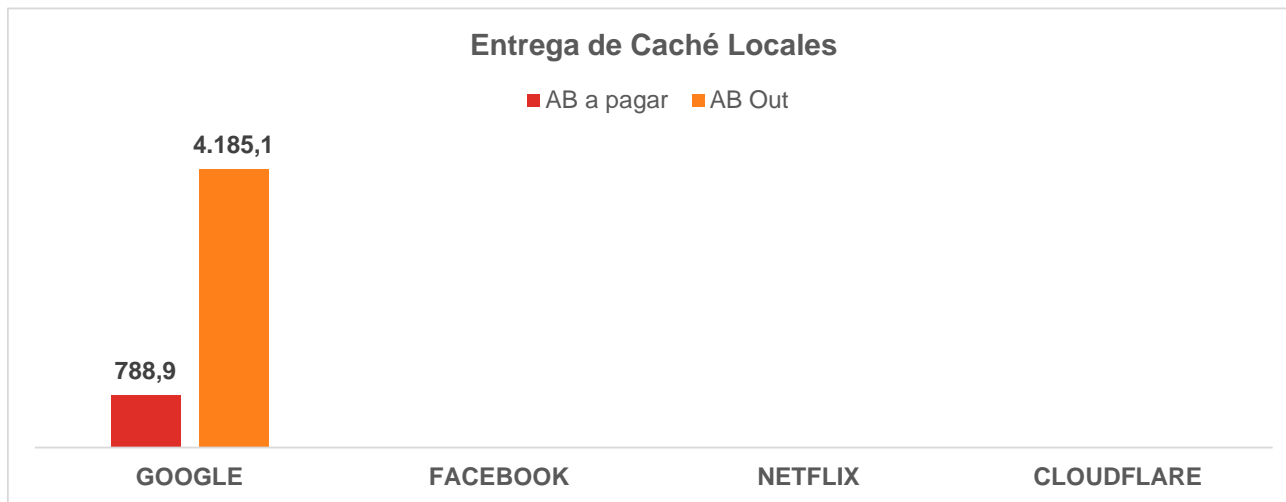 Entrega de Caché Locales
AB a pagar AB Out
4.185,1
788,9
GOOGLE FACEBOOK NETFLIX CLOUDFLARE